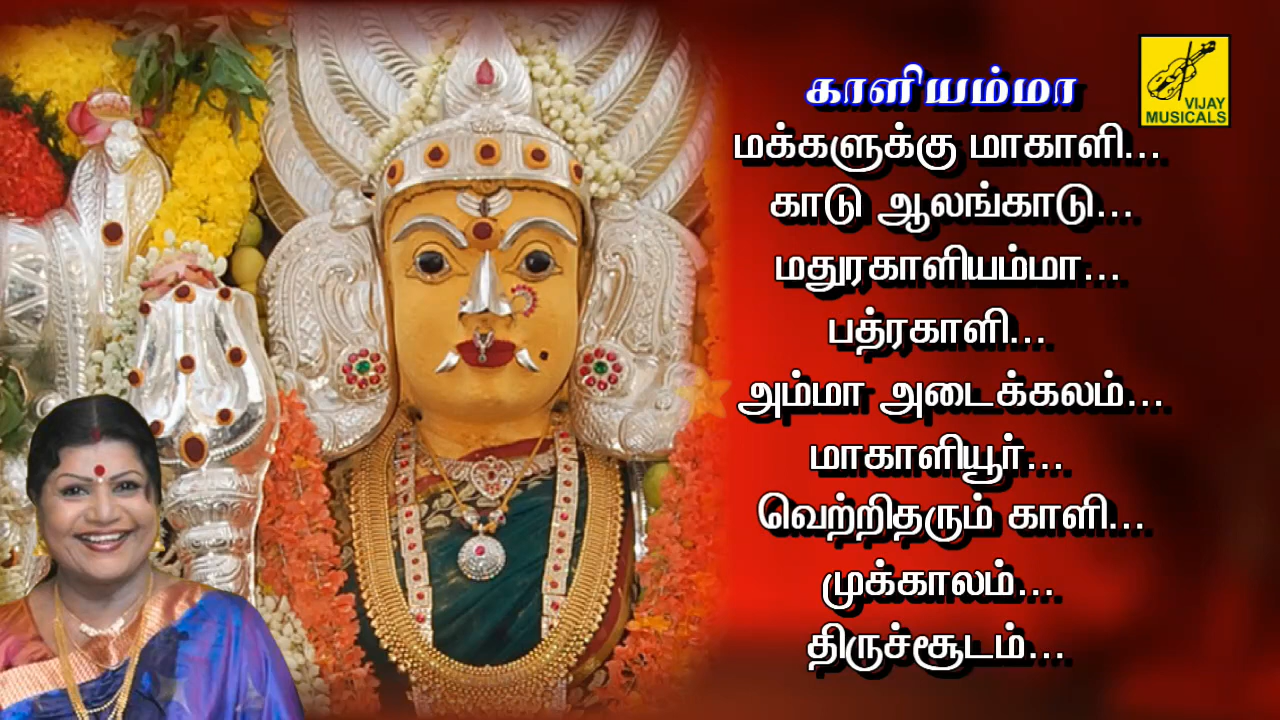 காளியம்மா
VIJAY
MUSICALS
மக்களுக்கு மாகாளி...
காடு ஆலங்காடு...
மதுரகாளியம்மா...
பத்ரகாளி...
அம்மா அடைக்கலம்...
மாகாளியூர்...
வெற்றிதரும் காளி...
முக்காலம்...
திருச்சூடம்...